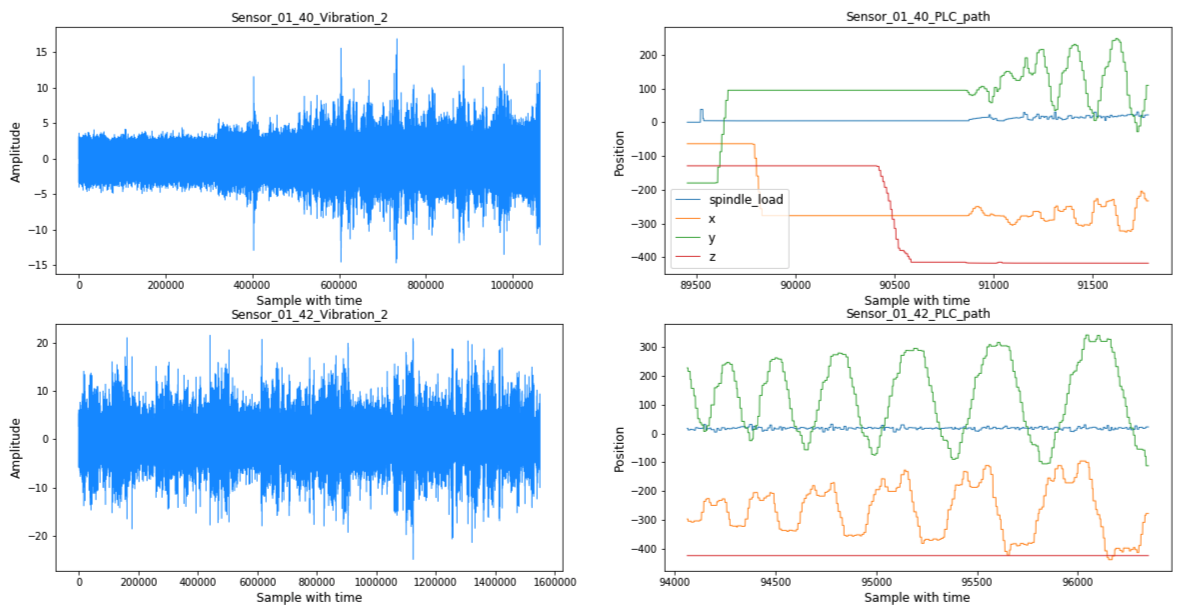 Sensor_01_40_Vibration_2
Amplitude
15
10
5
0
−5
−10
−15
0 200000 400000 600000 800000 1000000
Sample with time
Sensor_01_40_PLC_path
Position
200
100
0
−100
−200
−300
−400
spindle_load
x
y
z
89500 90000 90500 91000 91500
Sample with time
Sensor_01_42_Vibration_2
Amplitude
20
10
0
−10
−20
0 200000 400000 600000 800000 1000000 1200000 1400000 1600000
Sample with time
Sensor_01_42_PLC_path
Position
300
200
100
0
−100
−200
−300
−400
94000 94500 95000 95500 96000
Sample with time